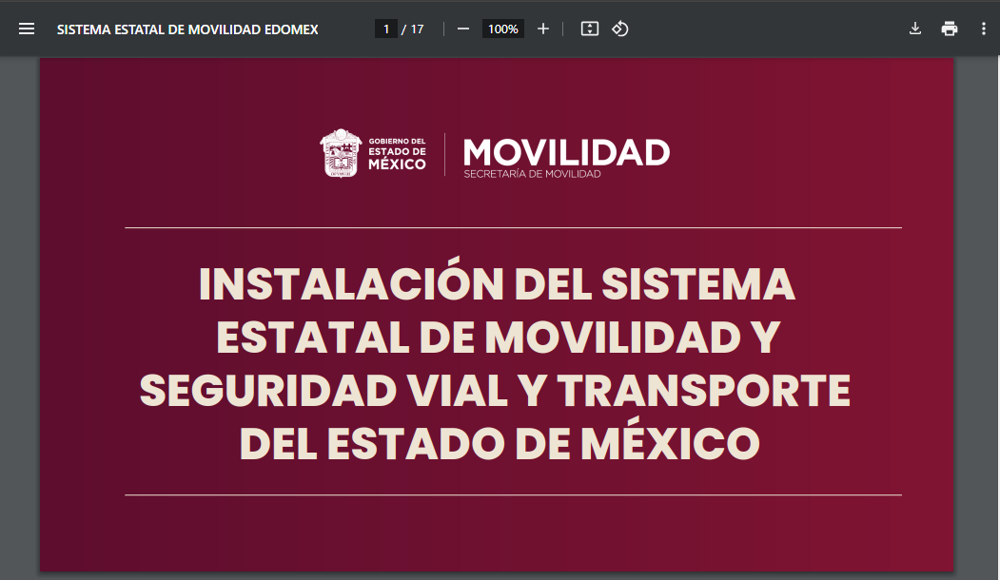 SISTEMA ESTATAL DE MOVILIDAD EDOMEX
1 / 17
100%
GOBIERNO DEL
ESTADO DE
MÉXICO
MOVILIDAD
SECRETARÍA DE MOVILIDAD
INSTALACIÓN DEL SISTEMA
ESTATAL DE MOVILIDAD Y
SEGURIDAD VIAL Y TRANSPORTE
DEL ESTADO DE MÉXICO